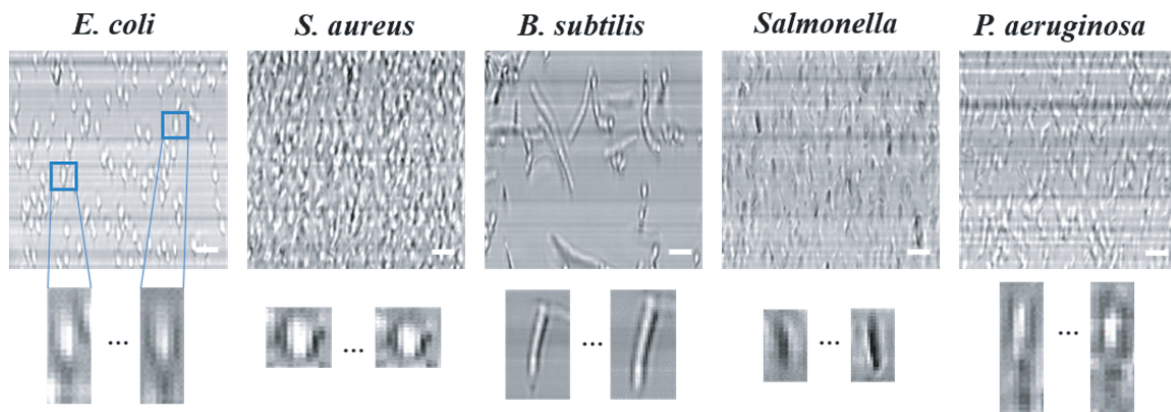 E. coli S. aureus B. subtilis Salmonella P. aeruginosa
... ... ... ... ...